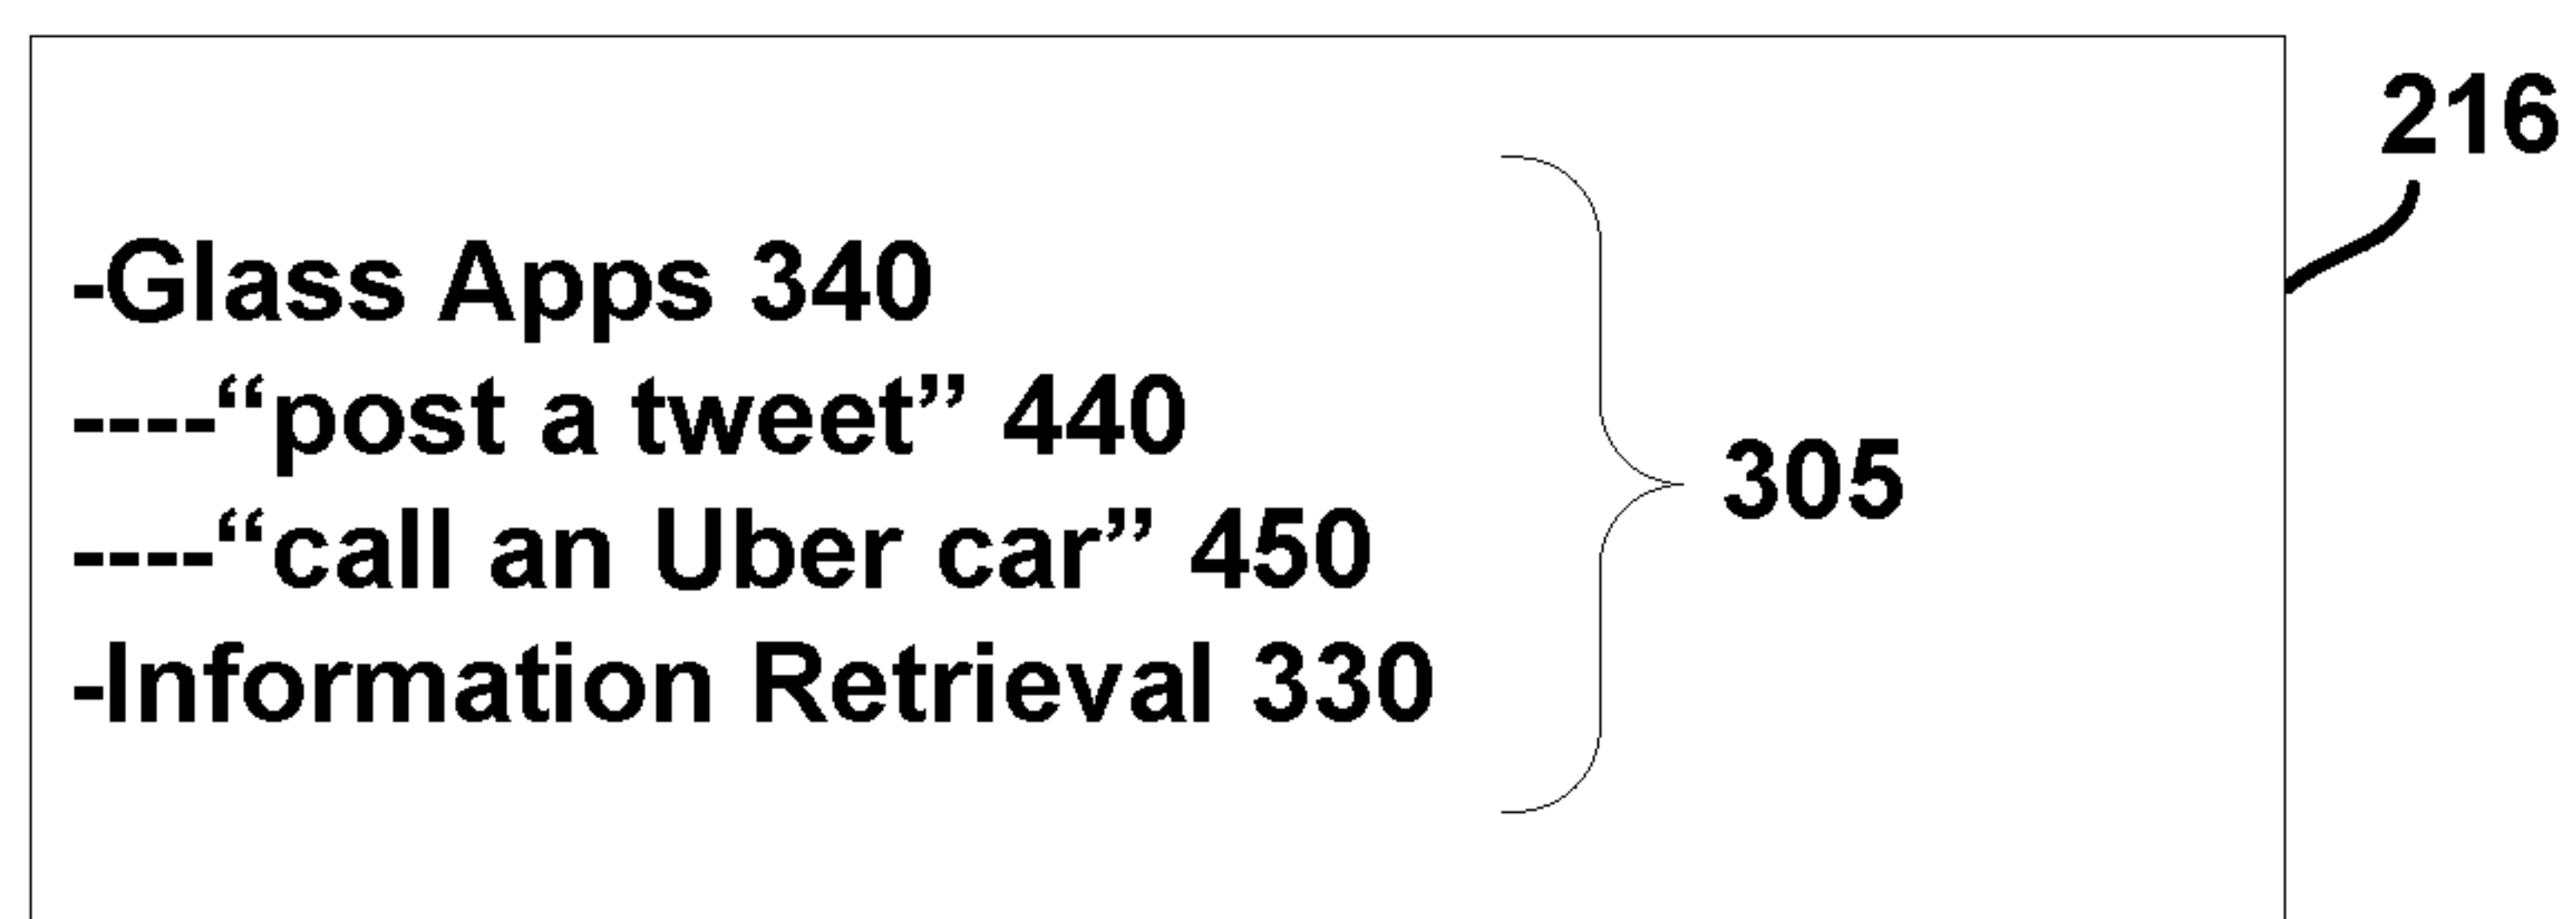 216
-Glass Apps 340
----“post a tweet” 440
----“call an Uber car” 450
-Information Retrieval 330
305